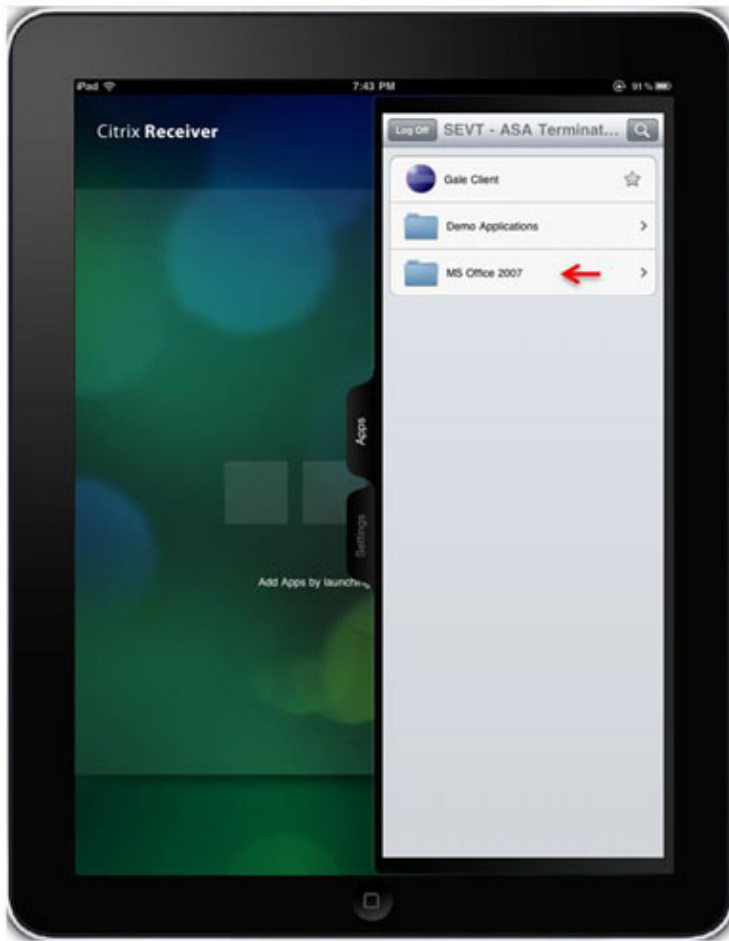 iPad
7:43 PM
91%
Citrix Receiver
Log Off
SEVT - ASA Terminat...
Gale Client
Demo Applications
MS Office 2007
Apps
Settings
Add Apps by launching